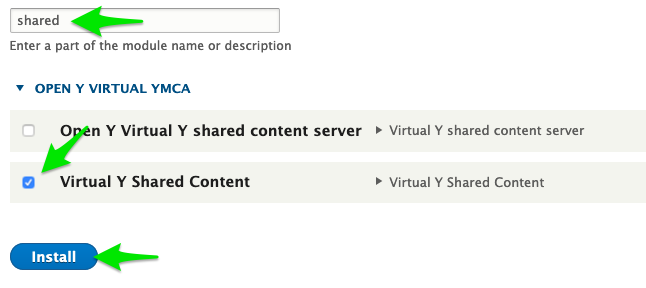 shared
Enter a part of the module name or description
OPEN Y VIRTUAL YMCA
Open Y Virtual Y shared content server Virtual Y shared content server
Virtual Y Shared Content Virtual Y Shared Content
Install